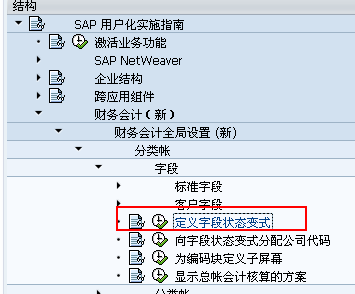 结构
SAP 用户化实施指南
激活业务功能
SAP NetWeaver
企业结构
跨应用组件
财务会计（新）
财务会计全局设置 (新)
分类帐
字段
标准字段
客户字段
定义字段状态变式
向字段状态变式分配公司代码
为编码块定义子屏幕
显示总帐会计核算的方案
分类帐